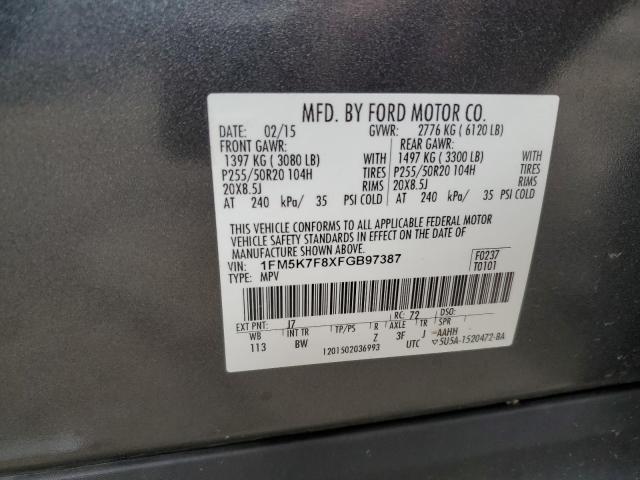 MFD. BY FORD MOTOR CO.
DATE: 02/15 GVWR: 2776 KG ( 6120 LB)
FRONT GAWR: REAR GAWR:
1397 KG ( 3080 LB) WITH 1497 KG ( 3300 LB) WITH
P255/50R20 104H TIRES P255/50R20 104H TIRES
20X8.5J RIMS 20X8.5J RIMS
AT 240 kPa/ 35 PSI COLD AT 240 kPa/ 35 PSI COLD
THIS VEHICLE CONFORMS TO ALL APPLICABLE FEDERAL MOTOR
VEHICLE SAFETY STANDARDS IN EFFECT ON THE DATE OF
MANUFACTURE SHOWN ABOVE.
VIN: 1FM5K7F8XFGB97387 F0237
TYPE: MPV T0101
RC: 72 DSO:
EXT PNT: J7
WB INT TR TP/PS R AXLE TR SPR
113 BW Z 3F J AAHH
1201502036993 UTC ▽5U5A-1520472-BA